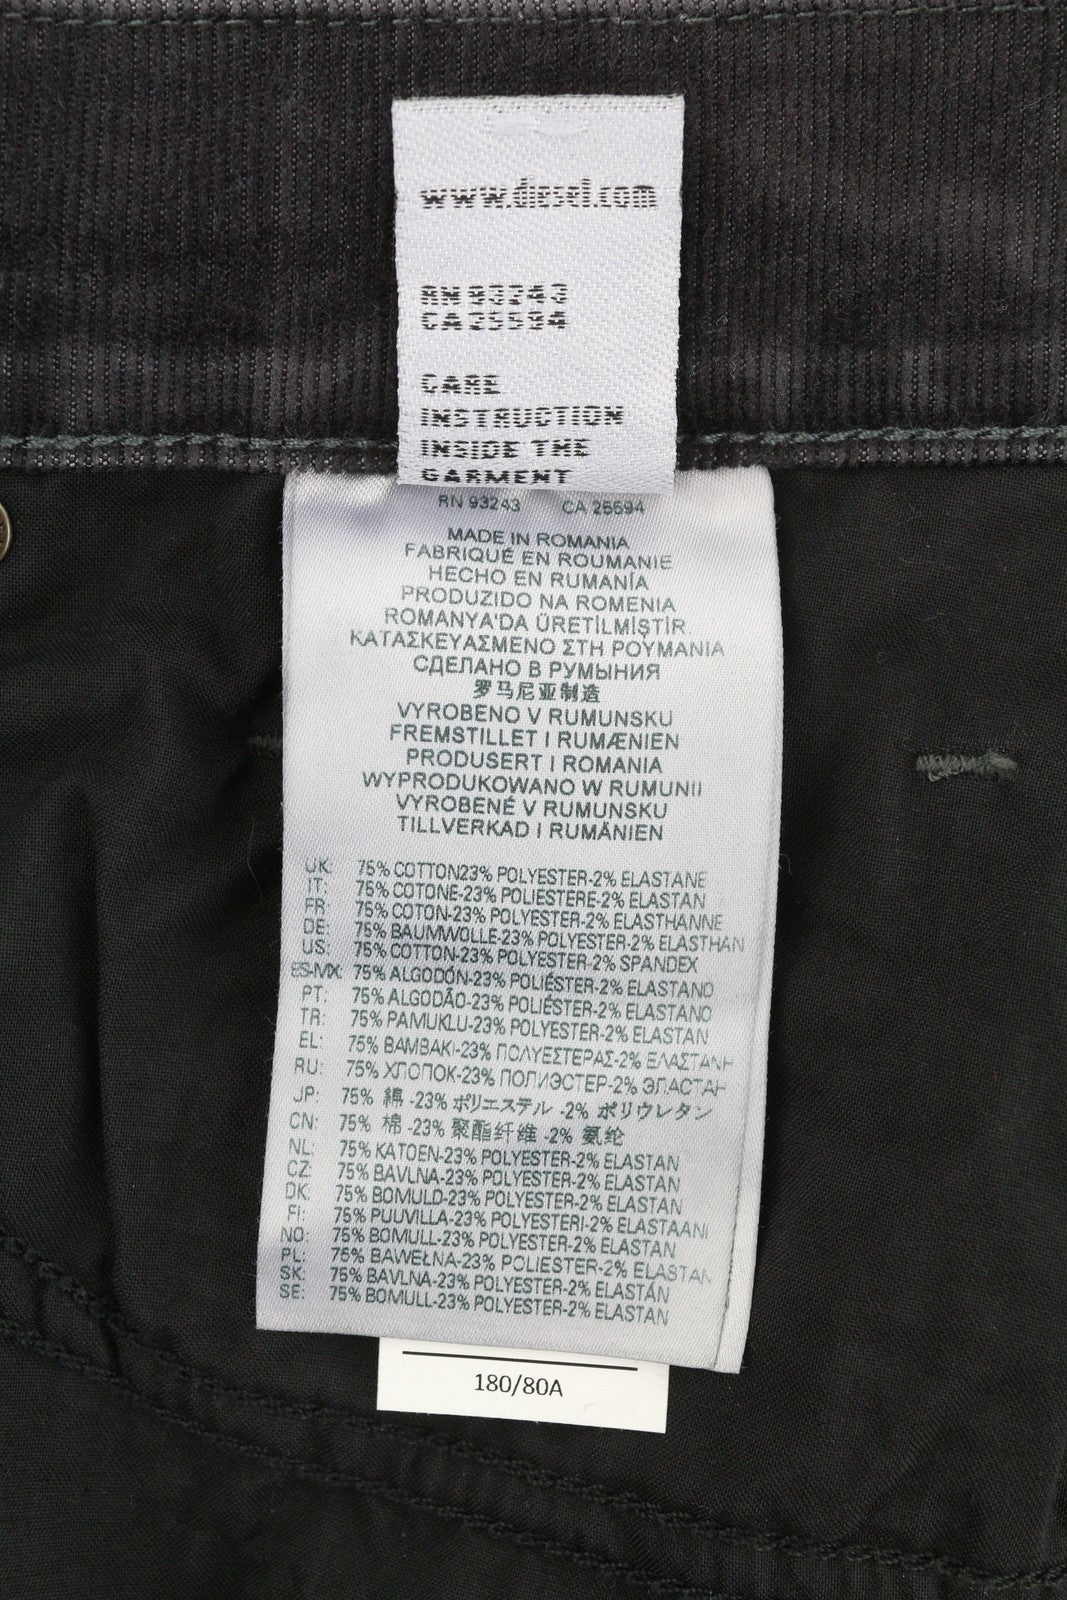 www.diesel.com
RN 93243
CA 25594
CARE
INSTRUCTION
INSIDE THE
GARMENT
RN 93243 CA 25594
MADE IN ROMANIA
FABRIQUÉ EN ROUMANIE
HECHO EN RUMANÍA
PRODUZIDO NA ROMENIA
ROMANYA'DA ÜRETİLMİŞTİR
ΚΑΤΑΣΚΕΥΑΣΜΕΝΟ ΣΤΗ ΡΟΥΜΑΝΙΑ
СДЕЛАНО В РУМЫНИЯ
罗马尼亚制造
VYROBENO V RUMUNSKU
FREMSTILLET I RUMÆNIEN
PRODUSERT I ROMANIA
WYPRODUKOWANO W RUMUNII
VYROBENÉ V RUMUNSKU
TILLVERKAD I RUMÄNIEN
UK: 75% COTTON23% POLYESTER-2% ELASTANE
IT: 75% COTONE-23% POLIESTERE-2% ELASTAN
FR: 75% COTON-23% POLYESTER-2% ELASTHANNE
DE: 75% BAUMWOLLE-23% POLYESTER-2% ELASTHAN
US: 75% COTTON-23% POLYESTER-2% SPANDEX
ES-MX: 75% ALGODÓN-23% POLIÉSTER-2% ELASTANO
PT: 75% ALGODÃO-23% POLIÉSTER-2% ELASTANO
TR: 75% PAMUKLU-23% POLYESTER-2% ELASTAN
EL: 75% ΒΑΜΒΑΚΙ-23% ΠΟΛΥΕΣΤΕΡΑΣ-2% ΕΛΑΣΤΑΝΗ
RU: 75% ХЛОПОК-23% ПОЛИЭСТЕР-2% ЭЛАСТАН
JP: 75% 綿 -23% ポリエステル -2% ポリウレタン
CN: 75% 棉 -23% 聚酯纤维 -2% 氨纶
NL: 75% KATOEN-23% POLYESTER-2% ELASTAN
CZ: 75% BAVLNA-23% POLYESTER-2% ELASTAN
DK: 75% BOMULD-23% POLYESTER-2% ELASTAN
FI: 75% PUUVILLA-23% POLYESTERI-2% ELASTAANI
NO: 75% BOMULL-23% POLYESTER-2% ELASTAN
PL: 75% BAWEŁNA-23% POLIESTER-2% ELASTAN
SK: 75% BAVLNA-23% POLYESTER-2% ELASTÁN
SE: 75% BOMULL-23% POLYESTER-2% ELASTAN
180/80A